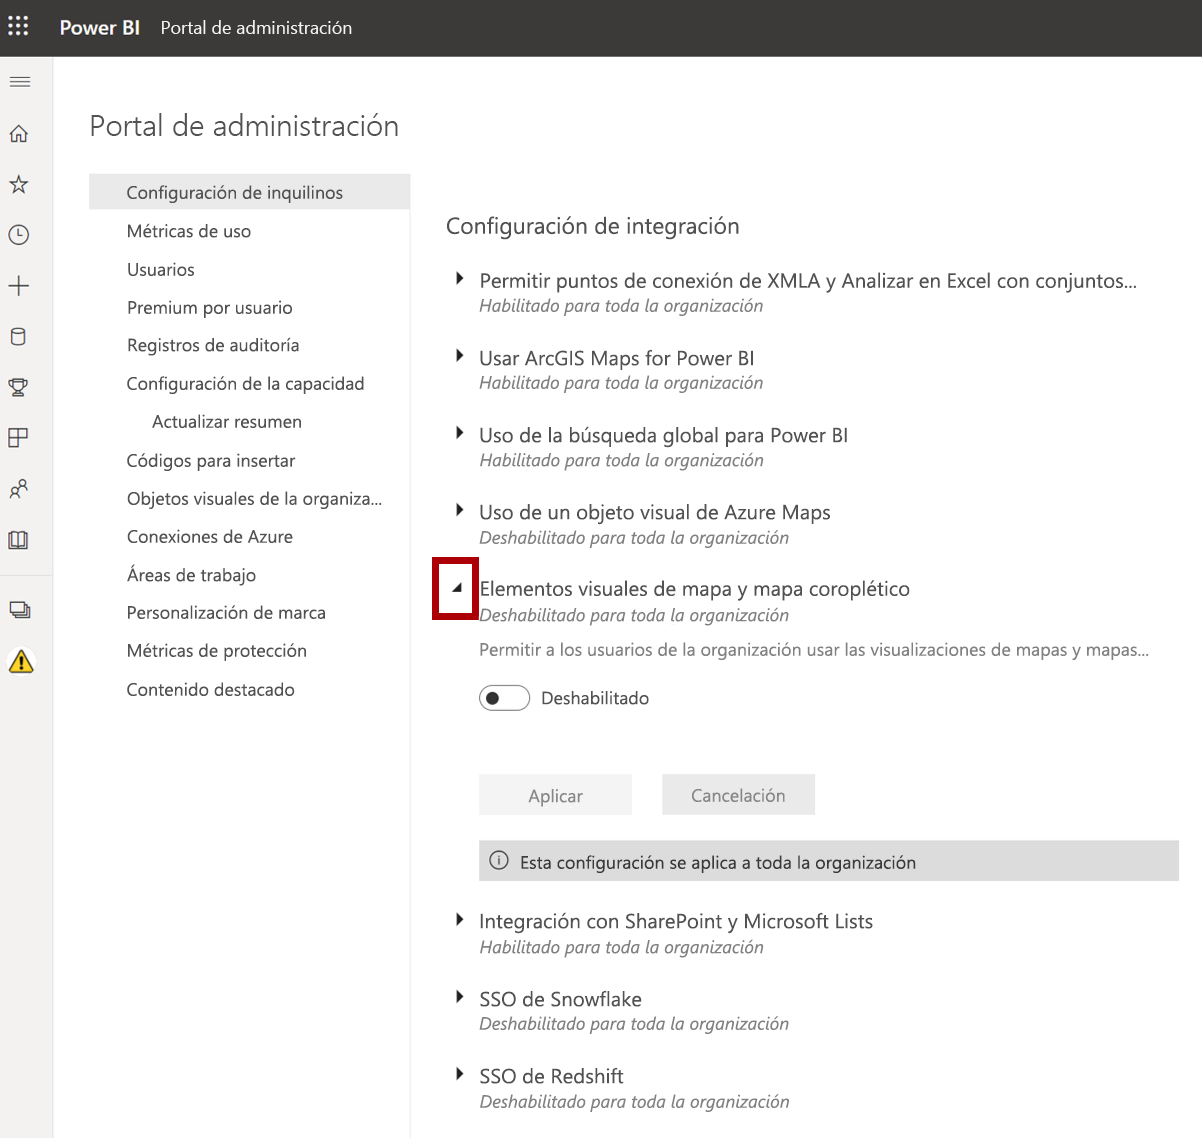 Power BI Portal de administración
Portal de administración
Configuración de inquilinos
Métricas de uso
Usuarios
Premium por usuario
Registros de auditoría
Configuración de la capacidad
Actualizar resumen
Códigos para insertar
Objetos visuales de la organiza...
Conexiones de Azure
Áreas de trabajo
Personalización de marca
Métricas de protección
Contenido destacado
Configuración de integración
Permitir puntos de conexión de XMLA y Analizar en Excel con conjuntos...
Habilitado para toda la organización
Usar ArcGIS Maps for Power BI
Habilitado para toda la organización
Uso de la búsqueda global para Power BI
Habilitado para toda la organización
Uso de un objeto visual de Azure Maps
Deshabilitado para toda la organización
Elementos visuales de mapa y mapa coroplético
Deshabilitado para toda la organización
Permitir a los usuarios de la organización usar las visualizaciones de mapas y mapas...
Deshabilitado
Aplicar Cancelación
Esta configuración se aplica a toda la organización
Integración con SharePoint y Microsoft Lists
Habilitado para toda la organización
SSO de Snowflake
Deshabilitado para toda la organización
SSO de Redshift
Deshabilitado para toda la organización